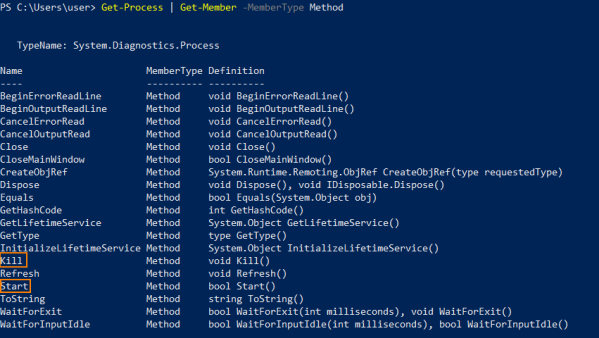 PS C:\Users\user> Get-Process | Get-Member -MemberType Method
TypeName: System.Diagnostics.Process
Name MemberType Definition
---- ---------- ----------
BeginErrorReadLine Method void BeginErrorReadLine()
BeginOutputReadLine Method void BeginOutputReadLine()
CancelErrorRead Method void CancelErrorRead()
CancelOutputRead Method void CancelOutputRead()
Close Method void Close()
CloseMainWindow Method bool CloseMainWindow()
CreateObjRef Method System.Runtime.Remoting.ObjRef CreateObjRef(type requestedType)
Dispose Method void Dispose(), void IDisposable.Dispose()
Equals Method bool Equals(System.Object obj)
GetHashCode Method int GetHashCode()
GetLifetimeService Method System.Object GetLifetimeService()
GetType Method type GetType()
InitializeLifetimeService Method System.Object InitializeLifetimeService()
Kill Method void Kill()
Refresh Method void Refresh()
Start Method bool Start()
ToString Method string ToString()
WaitForExit Method bool WaitForExit(int milliseconds), void WaitForExit()
WaitForInputIdle Method bool WaitForInputIdle(int milliseconds), bool WaitForInputIdle()